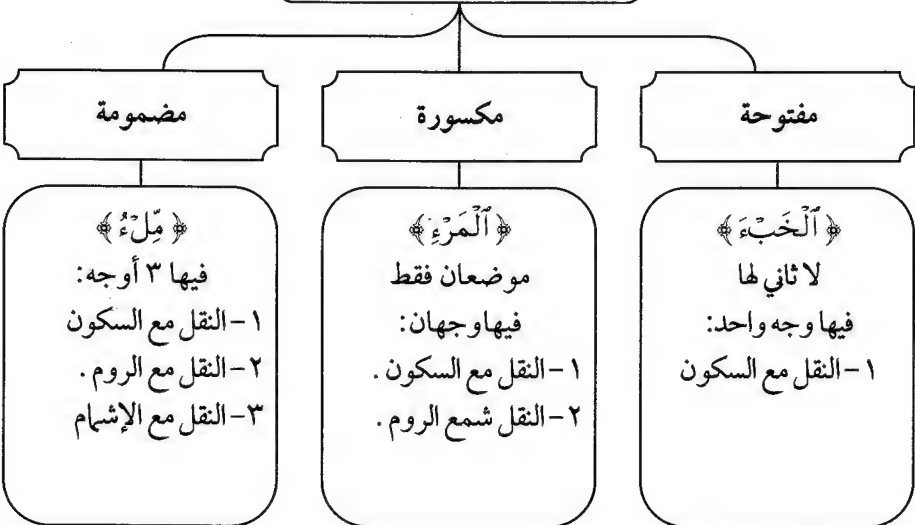 مفتوحة
﴿ٱلۡخَبۡءَ﴾
لا ثاني لها
فيها وجه واحد:
١- النقل مع السكون
مكسورة
﴿ٱلۡمَرۡءِ﴾
موضعان فقط
فيها وجهان:
١- النقل مع السكون .
٢- النقل شمع الروم .
مضمومة
﴿مِّلۡءُ﴾
فيها ٣ أوجه:
١- النقل مع السكون
٢- النقل مع الروم .
٣- النقل مع الإشمام